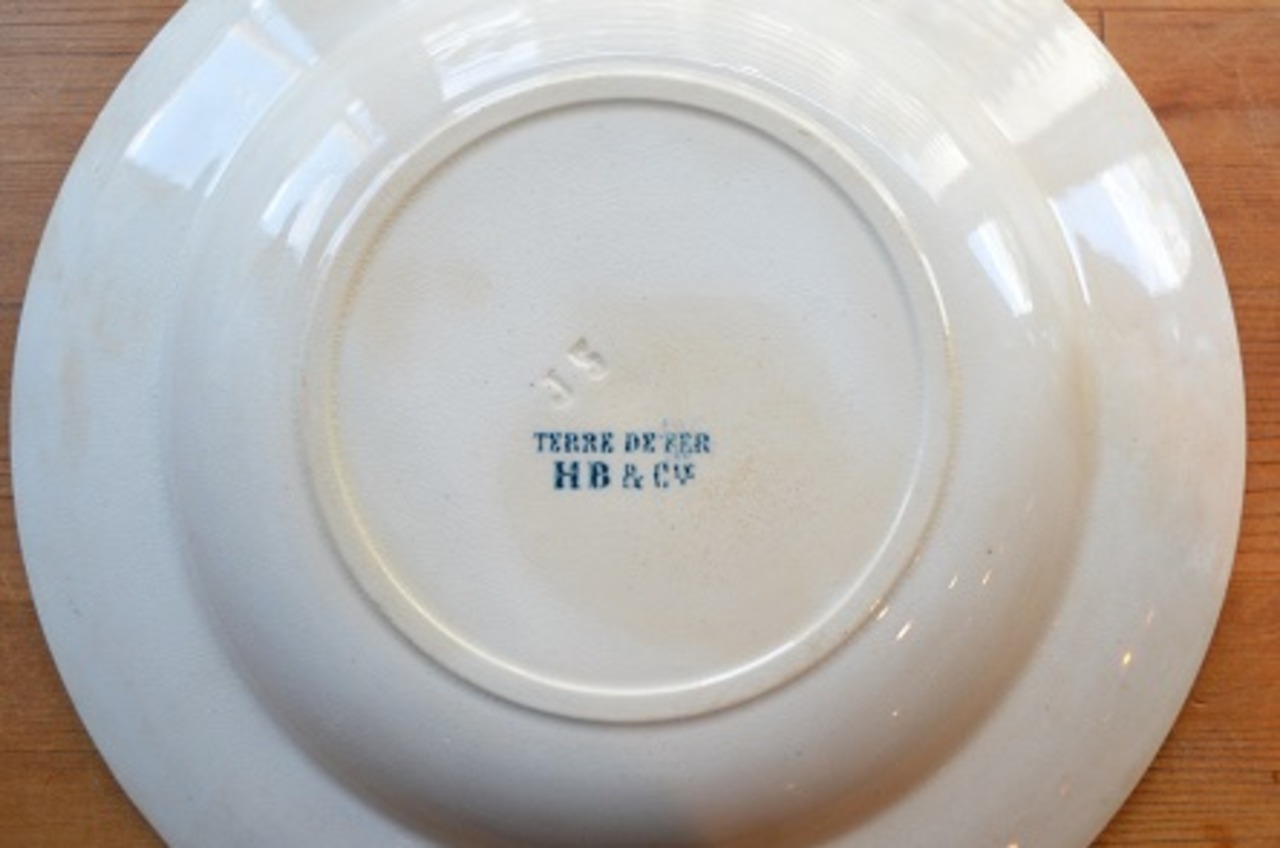 J S
TERRE DE FER
HB & Cie